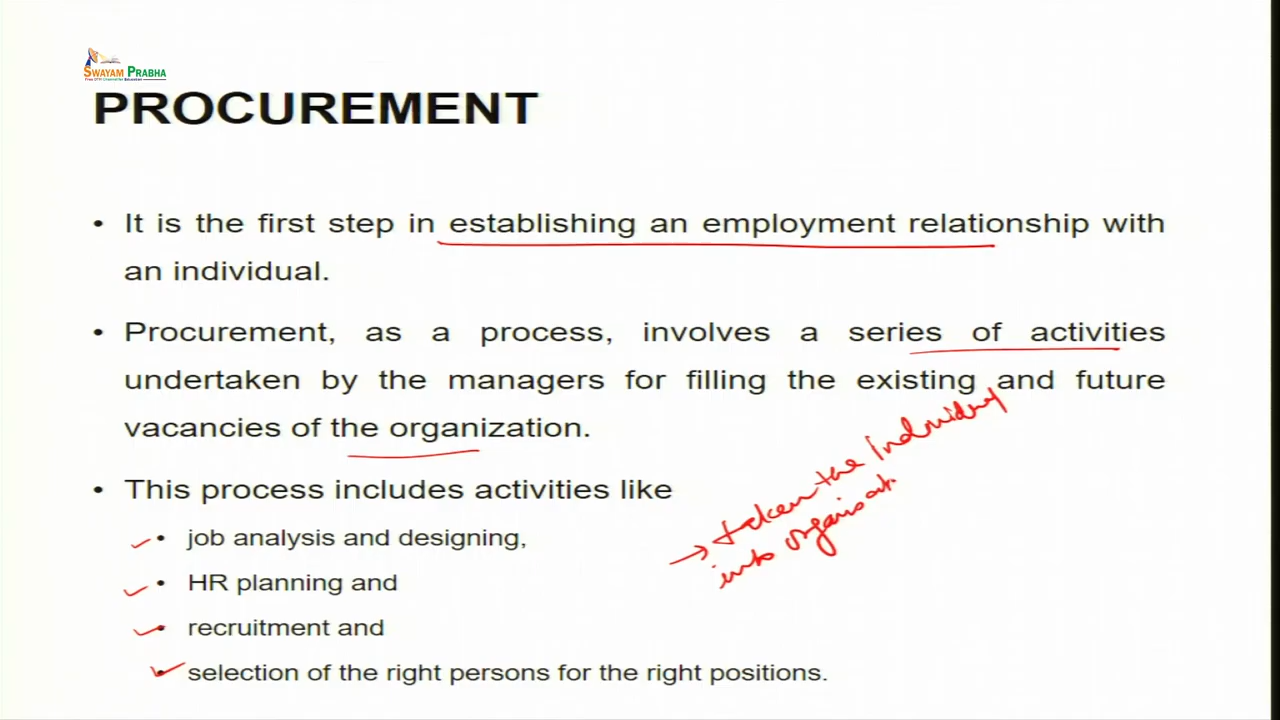 SWAYAM PRABHA
PROCUREMENT
• It is the first step in establishing an employment relationship with
an individual.
• Procurement, as a process, involves a series of activities
undertaken by the managers for filling the existing and future
vacancies of the organization.
• This process includes activities like
• job analysis and designing,
• HR planning and
• recruitment and
• selection of the right persons for the right positions.
→ taken the Individual
into